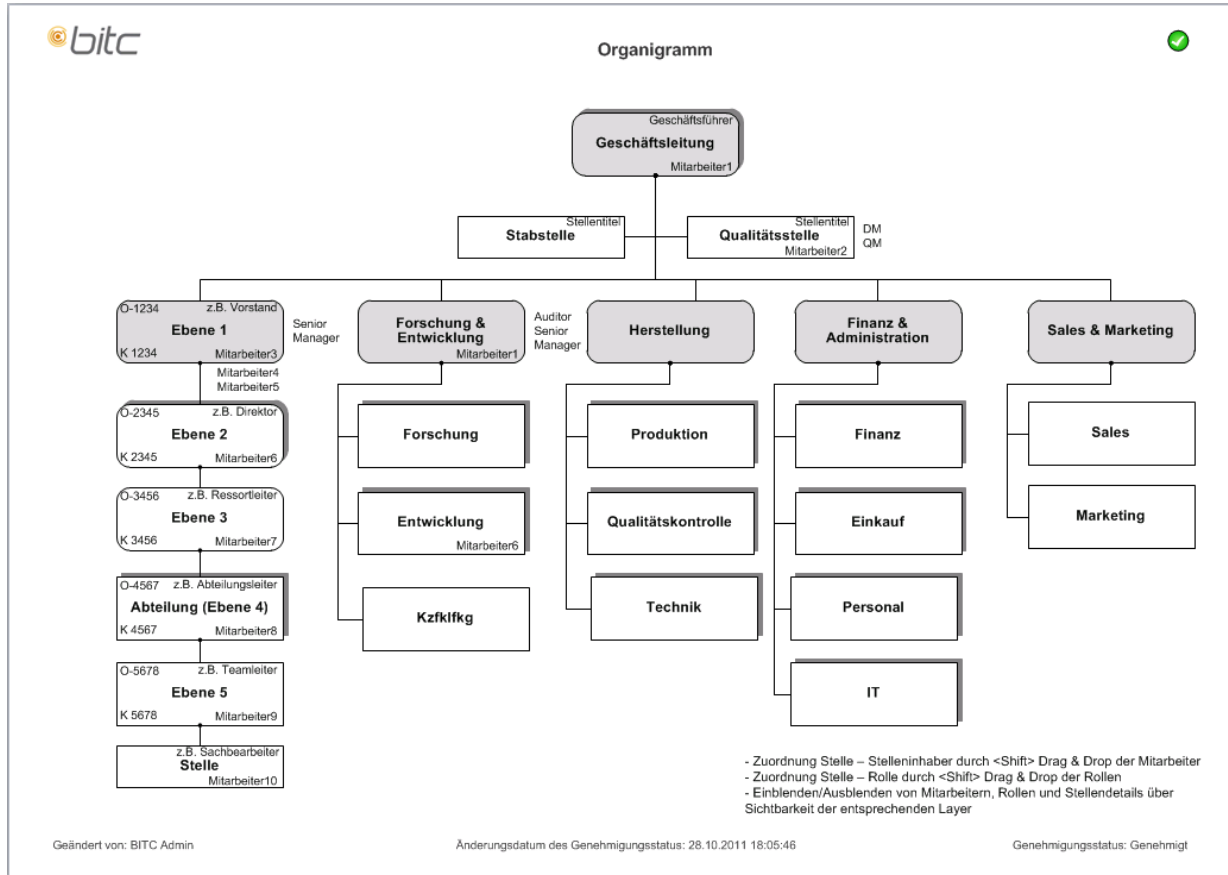 bitc
Organigramm
Geschäftsführer
Geschäftsleitung
Mitarbeiter1
Stellentitel
Stabstelle
Stellentitel
Qualitätsstelle
Mitarbeiter2
DM
QM
O-1234 z.B. Vorstand
Ebene 1
K 1234 Mitarbeiter3
Mitarbeiter4
Mitarbeiter5
Senior
Manager
O-2345 z.B. Direktor
Ebene 2
K 2345 Mitarbeiter6
O-3456 z.B. Ressortleiter
Ebene 3
K 3456 Mitarbeiter7
O-4567 z.B. Abteilungsleiter
Abteilung (Ebene 4)
K 4567 Mitarbeiter8
O-5678 z.B. Teamleiter
Ebene 5
K 5678 Mitarbeiter9
z.B. Sachbearbeiter
Stelle
Mitarbeiter10
Forschung &
Entwicklung
Mitarbeiter1
Auditor
Senior
Manager
Forschung
Entwicklung
Mitarbeiter6
Kzfklfkg
Herstellung
Produktion
Qualitätskontrolle
Technik
Finanz &
Administration
Finanz
Einkauf
Personal
IT
Sales & Marketing
Sales
Marketing
- Zuordnung Stelle – Stelleninhaber durch <Shift> Drag & Drop der Mitarbeiter
- Zuordnung Stelle – Rolle durch <Shift> Drag & Drop der Rollen
- Einblenden/Ausblenden von Mitarbeitern, Rollen und Stellendetails über
Sichtbarkeit der entsprechenden Layer
Geändert von: BITC Admin
Änderungsdatum des Genehmigungsstatus: 28.10.2011 18:05:46
Genehmigungsstatus: Genehmigt